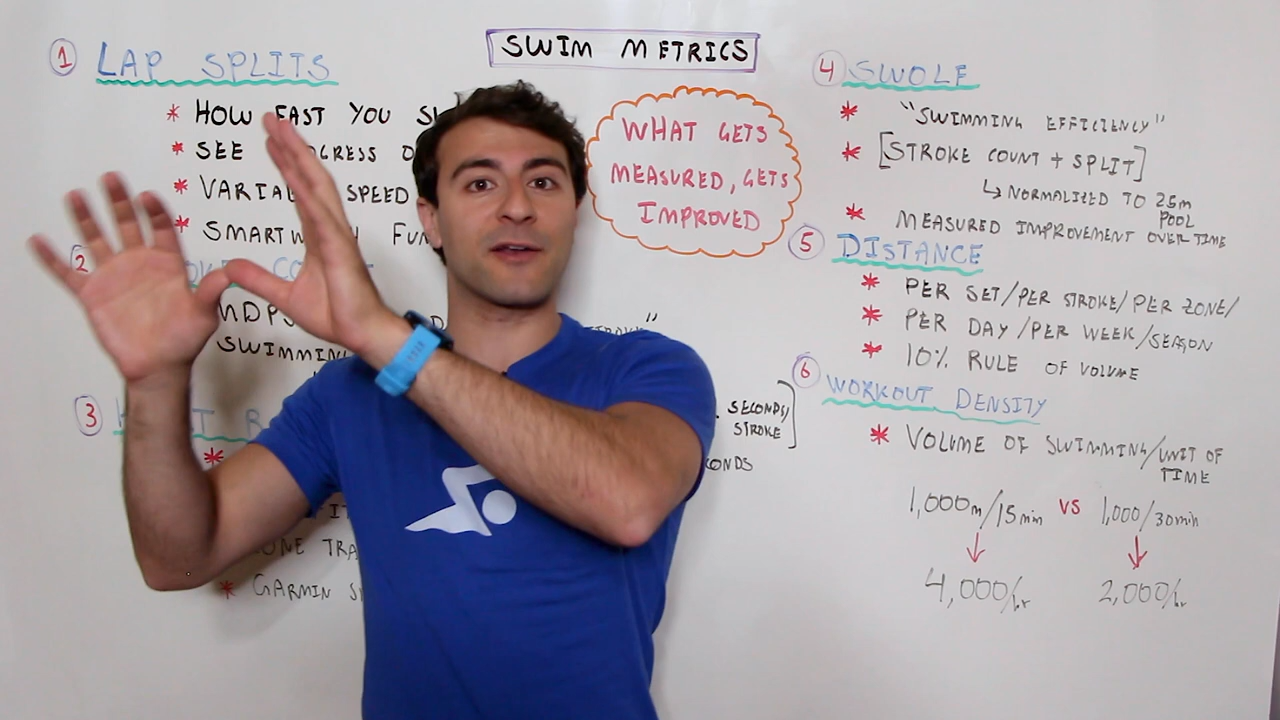 SWIM METRICS
1 LAP SPLITS
* HOW FAST YOU
* SEE
* SPEED
* SMARTW
2
SWIMMING
SECONDS/
STROKE
3
* GARMIN
WHAT GETS
MEASURED, GETS
IMPROVED
4 SWOLF
* "SWIMMING EFFICIENCY"
* [STROKE COUNT + SPLIT]
↳ NORMALIZED TO 25m
POOL
* MEASURED IMPROVEMENT OVER TIME
5 DISTANCE
* PER SET/PER STROKE/PER ZONE/
* PER DAY/PER WEEK/SEASON
* 10% RULE OF VOLUME
6 WORKOUT DENSITY
* VOLUME OF SWIMMING/UNIT OF
TIME
1,000m/15min VS 1,000/30min
4,000/hr 2,000/hr